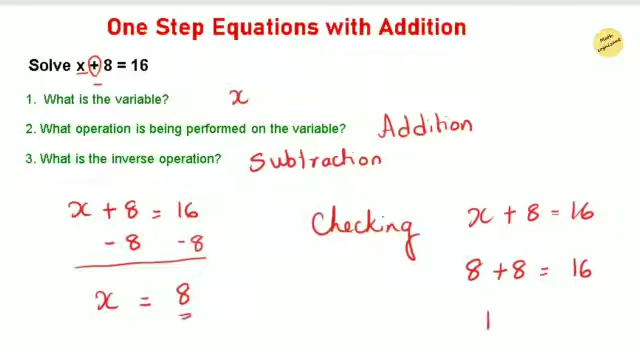 One Step Equations with Addition
Solve x + 8 = 16
1. What is the variable? x
2. What operation is being performed on the variable? Addition
3. What is the inverse operation? Subtraction
x + 8 = 16
- 8 - 8
x = 8
Checking
x + 8 = 16
8 + 8 = 16
1